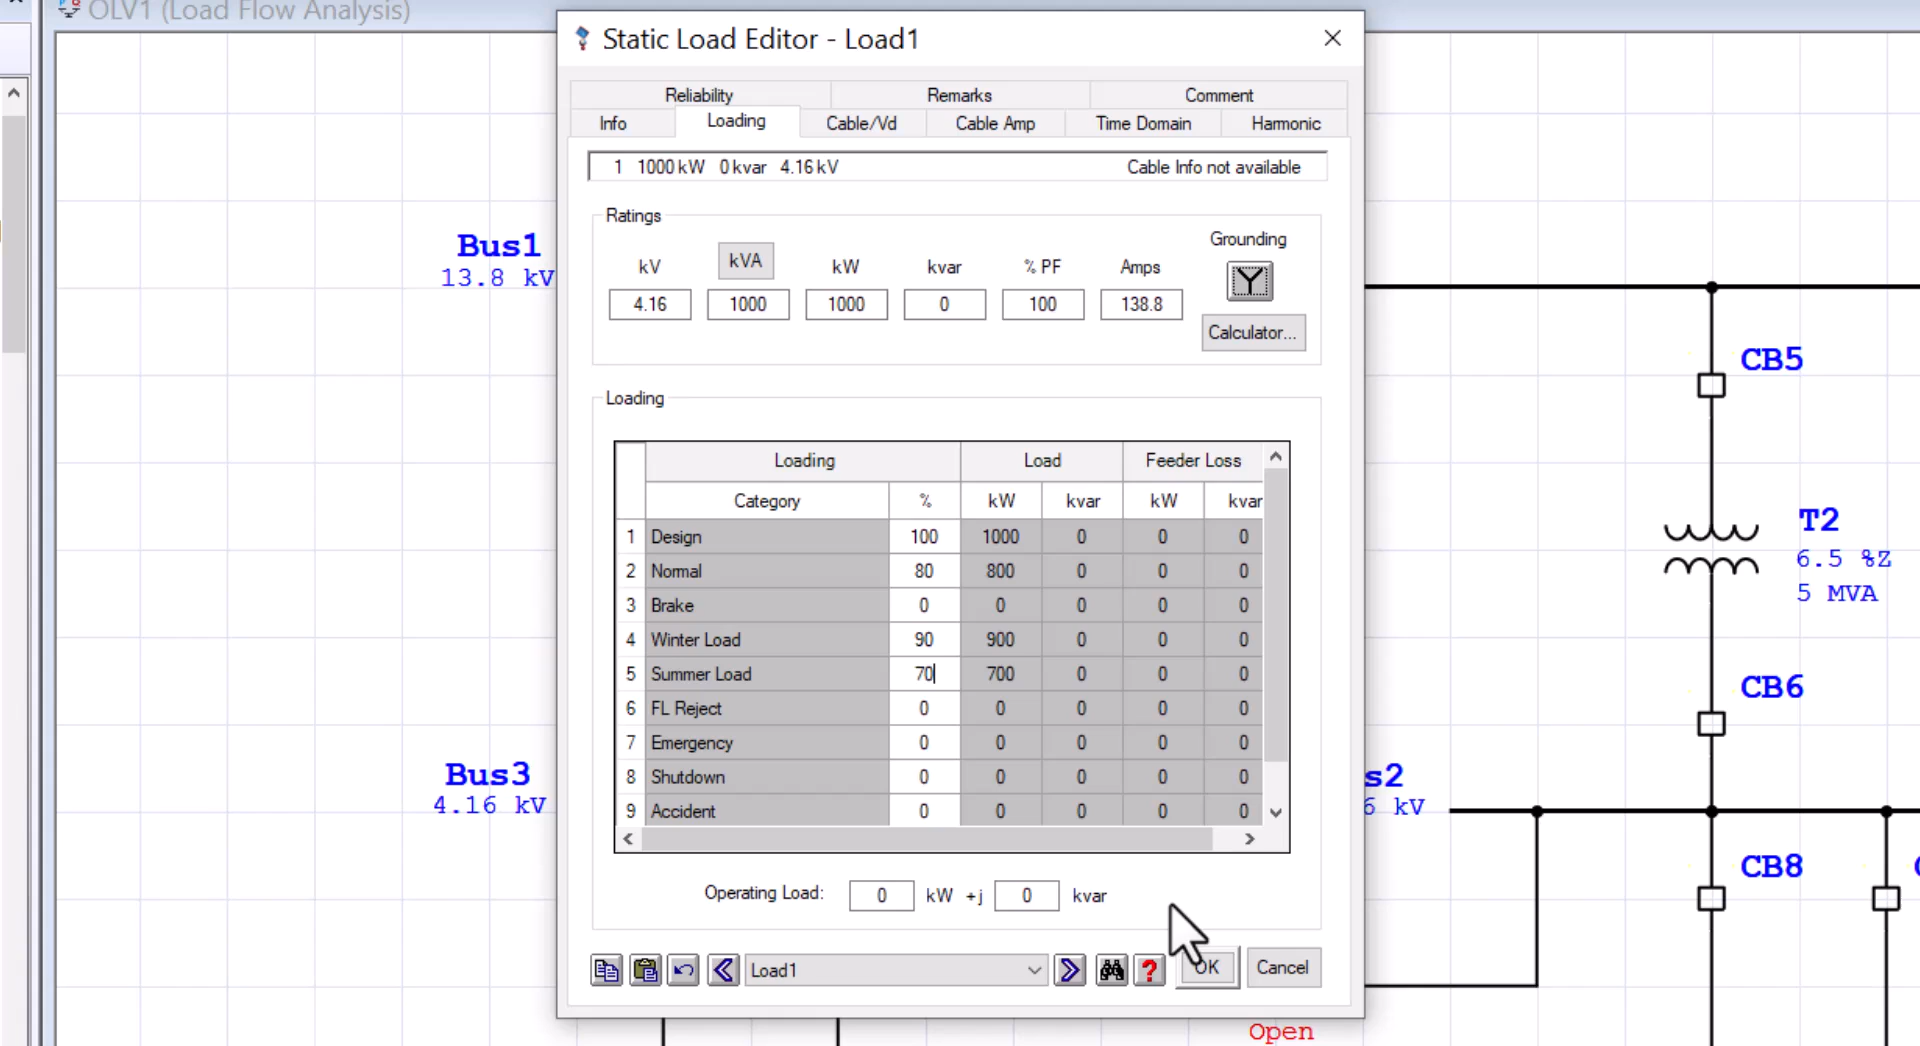 OLV1 (Load Flow Analysis)
Static Load Editor - Load1
Reliability Remarks Comment
Info Loading Cable/Vd Cable Amp Time Domain Harmonic
1 1000 kW 0 kvar 4.16 kV Cable Info not available
Ratings
Grounding
kV kVA kW kvar % PF Amps
4.16 1000 1000 0 100 138.8
Calculator...
Loading
Loading Load Feeder Loss
Category % kW kvar kW kvar
1 Design 100 1000 0 0 0
2 Normal 80 800 0 0 0
3 Brake 0 0 0 0 0
4 Winter Load 90 900 0 0 0
5 Summer Load 70 700 0 0 0
6 FL Reject 0 0 0 0 0
7 Emergency 0 0 0 0 0
8 Shutdown 0 0 0 0 0
9 Accident 0 0 0 0 0
Operating Load: 0 kW +j 0 kvar
Load1
OK Cancel
Bus1
13.8 kV
Bus3
4.16 kV
CB5
T2
6.5 %Z
5 MVA
CB6
s2
6 kV
CB8
Open